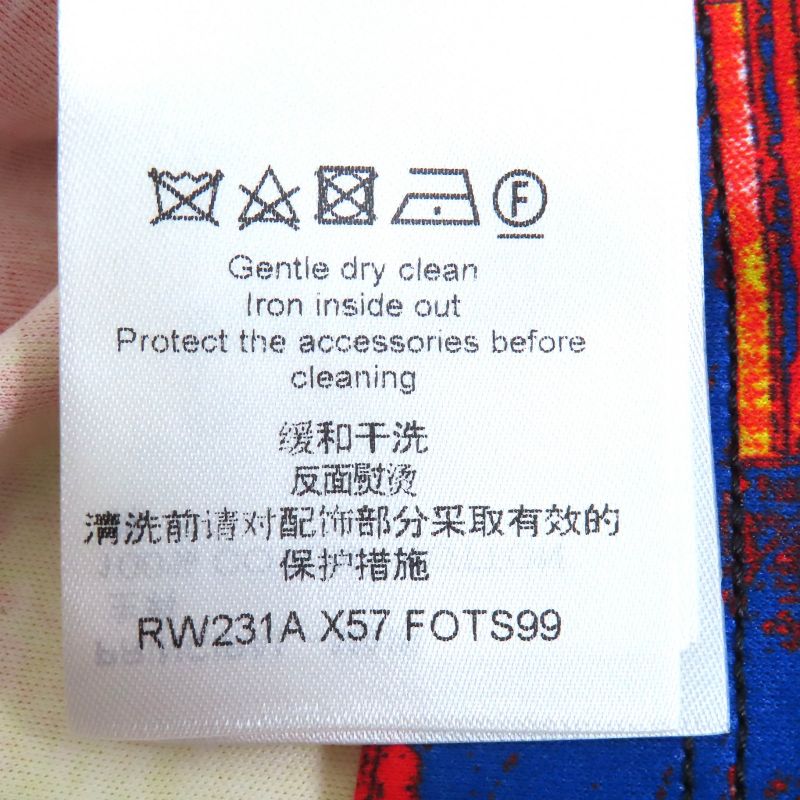 F
Gentle dry clean
Iron inside out
Protect the accessories before
cleaning
缓和干洗
反面熨烫
清洗前请对配饰部分采取有效的
保护措施
RW231A X57 FOTS99